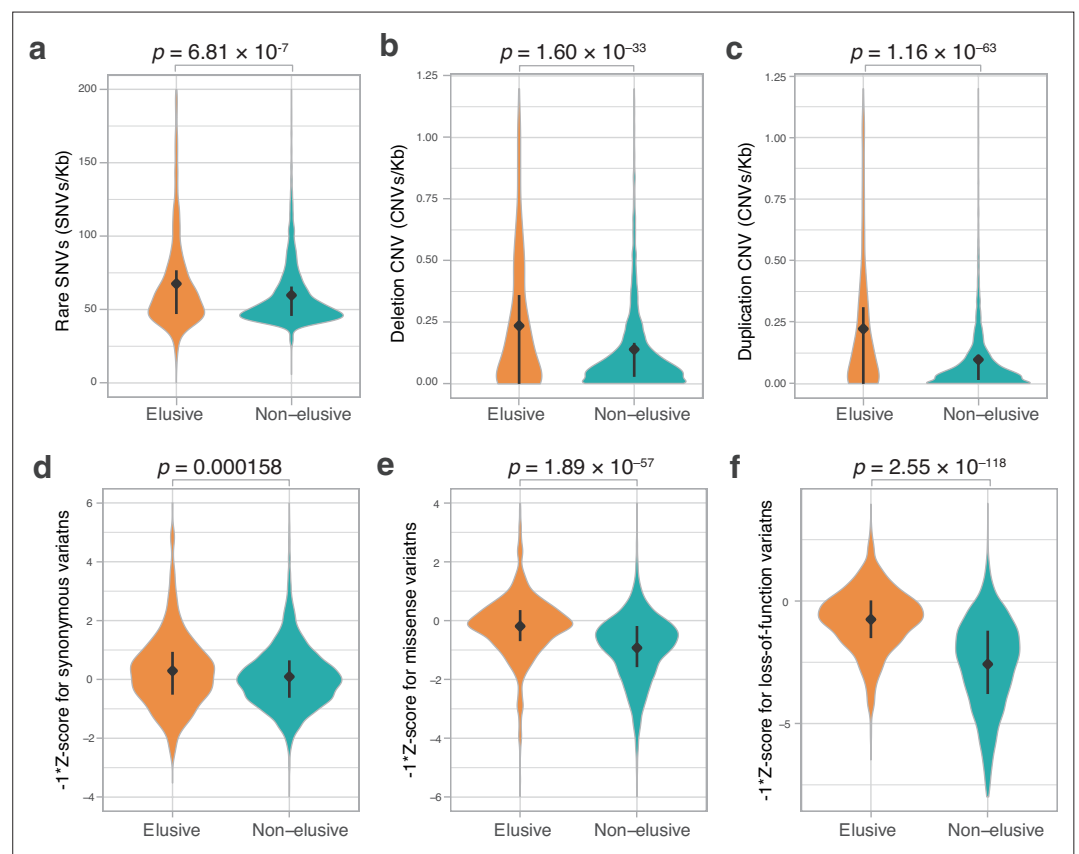 a
p = 6.81 × 10⁻⁷
Rare SNVs (SNVs/Kb)
200
150
100
50
0
Elusive
Non–elusive
b
p = 1.60 × 10⁻³³
Deletion CNV (CNVs/Kb)
1.25
1.00
0.75
0.50
0.25
0.00
Elusive
Non–elusive
c
p = 1.16 × 10⁻⁶³
Duplication CNV (CNVs/Kb)
1.25
1.00
0.75
0.50
0.25
0.00
Elusive
Non–elusive
d
p = 0.000158
-1*Z-score for synonymous variatns
6
4
2
0
−2
−4
Elusive
Non–elusive
e
p = 1.89 × 10⁻⁵⁷
-1*Z-score for missense variatns
4
2
0
−2
−4
−6
Elusive
Non–elusive
f
p = 2.55 × 10⁻¹¹⁸
-1*Z-score for loss-of-function variatns
0
−5
Elusive
Non–elusive